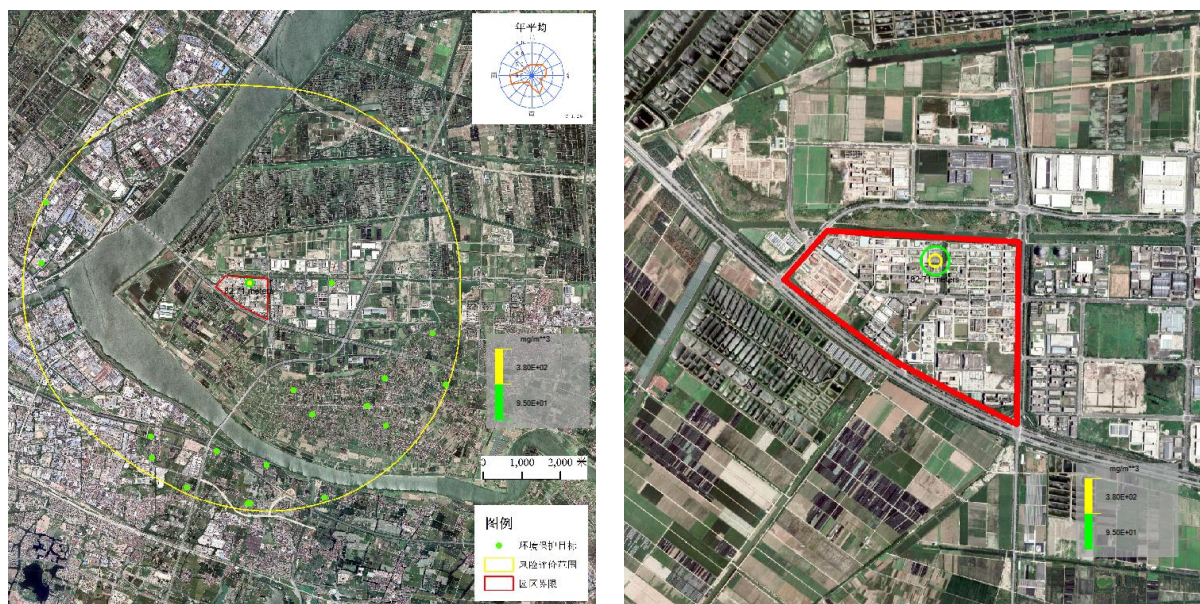 年平均
mg/m**3
3.80E+02
9.50E+01
0 1,000 2,000 米
图例
环境保护目标
风险评价范围
园区界限
mg/m**3
3.80E+02
9.50E+01